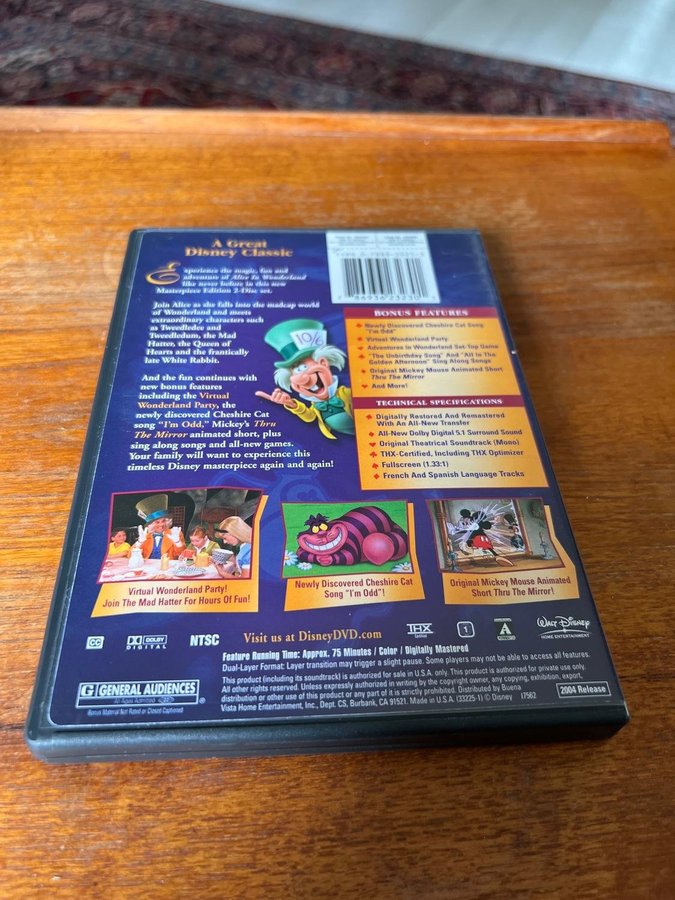 A Great
Disney Classic
Experience the magic, fun and
adventure of Alice In Wonderland
like never before in this new
Masterpiece Edition 2-Disc set.
Join Alice as she falls into the madcap world
of Wonderland and meets
extraordinary characters such
as Tweedledee and
Tweedledum, the Mad
Hatter, the Queen of
Hearts and the frantically
late White Rabbit.
And the fun continues with
new bonus features
including the Virtual
Wonderland Party, the
newly discovered Cheshire Cat
song "I'm Odd," Mickey's Thru
The Mirror animated short, plus
sing along songs and all-new games.
Your family will want to experience this
timeless Disney masterpiece again and again!
10/6
BONUS FEATURES
Newly Discovered Cheshire Cat Song
"I'm Odd"
Virtual Wonderland Party
Adventures in Wonderland Set-Top Game
"The Unbirthday Song" And "All In The
Golden Afternoon" Sing Along Songs
Original Mickey Mouse Animated Short
Thru The Mirror
And More!
TECHNICAL SPECIFICATIONS
Digitally Restored And Remastered
With An All-New Transfer
All-New Dolby Digital 5.1 Surround Sound
Original Theatrical Soundtrack (Mono)
THX-Certified, Including THX Optimizer
Fullscreen (1.33:1)
French And Spanish Language Tracks
Virtual Wonderland Party!
Join The Mad Hatter For Hours Of Fun!
Newly Discovered Cheshire Cat
Song "I'm Odd"!
Original Mickey Mouse Animated
Short Thru The Mirror!
CC
DOLBY
DIGITAL
NTSC
Visit us at DisneyDVD.com
THX
1
A
Walt Disney
HOME ENTERTAINMENT
Feature Running Time: Approx. 75 Minutes / Color / Digitally Mastered
Dual-Layer Format: Layer transition may trigger a slight pause. Some players may not be able to access all features.
This product (including its soundtrack) is authorized for sale in U.S.A. only. This product is authorized for private use only.
All other rights reserved. Unless expressly authorized in writing by the copyright owner, any copying, exhibition, export,
distribution or other use of this product or any part of it is strictly prohibited. Distributed by Buena
Vista Home Entertainment, Inc., Dept. CS, Burbank, CA 91521. Made in U.S.A. (33225-1) © Disney 17562
2004 Release
G GENERAL AUDIENCES
All Ages Admitted
Bonus Material Not Rated or Closed Captioned